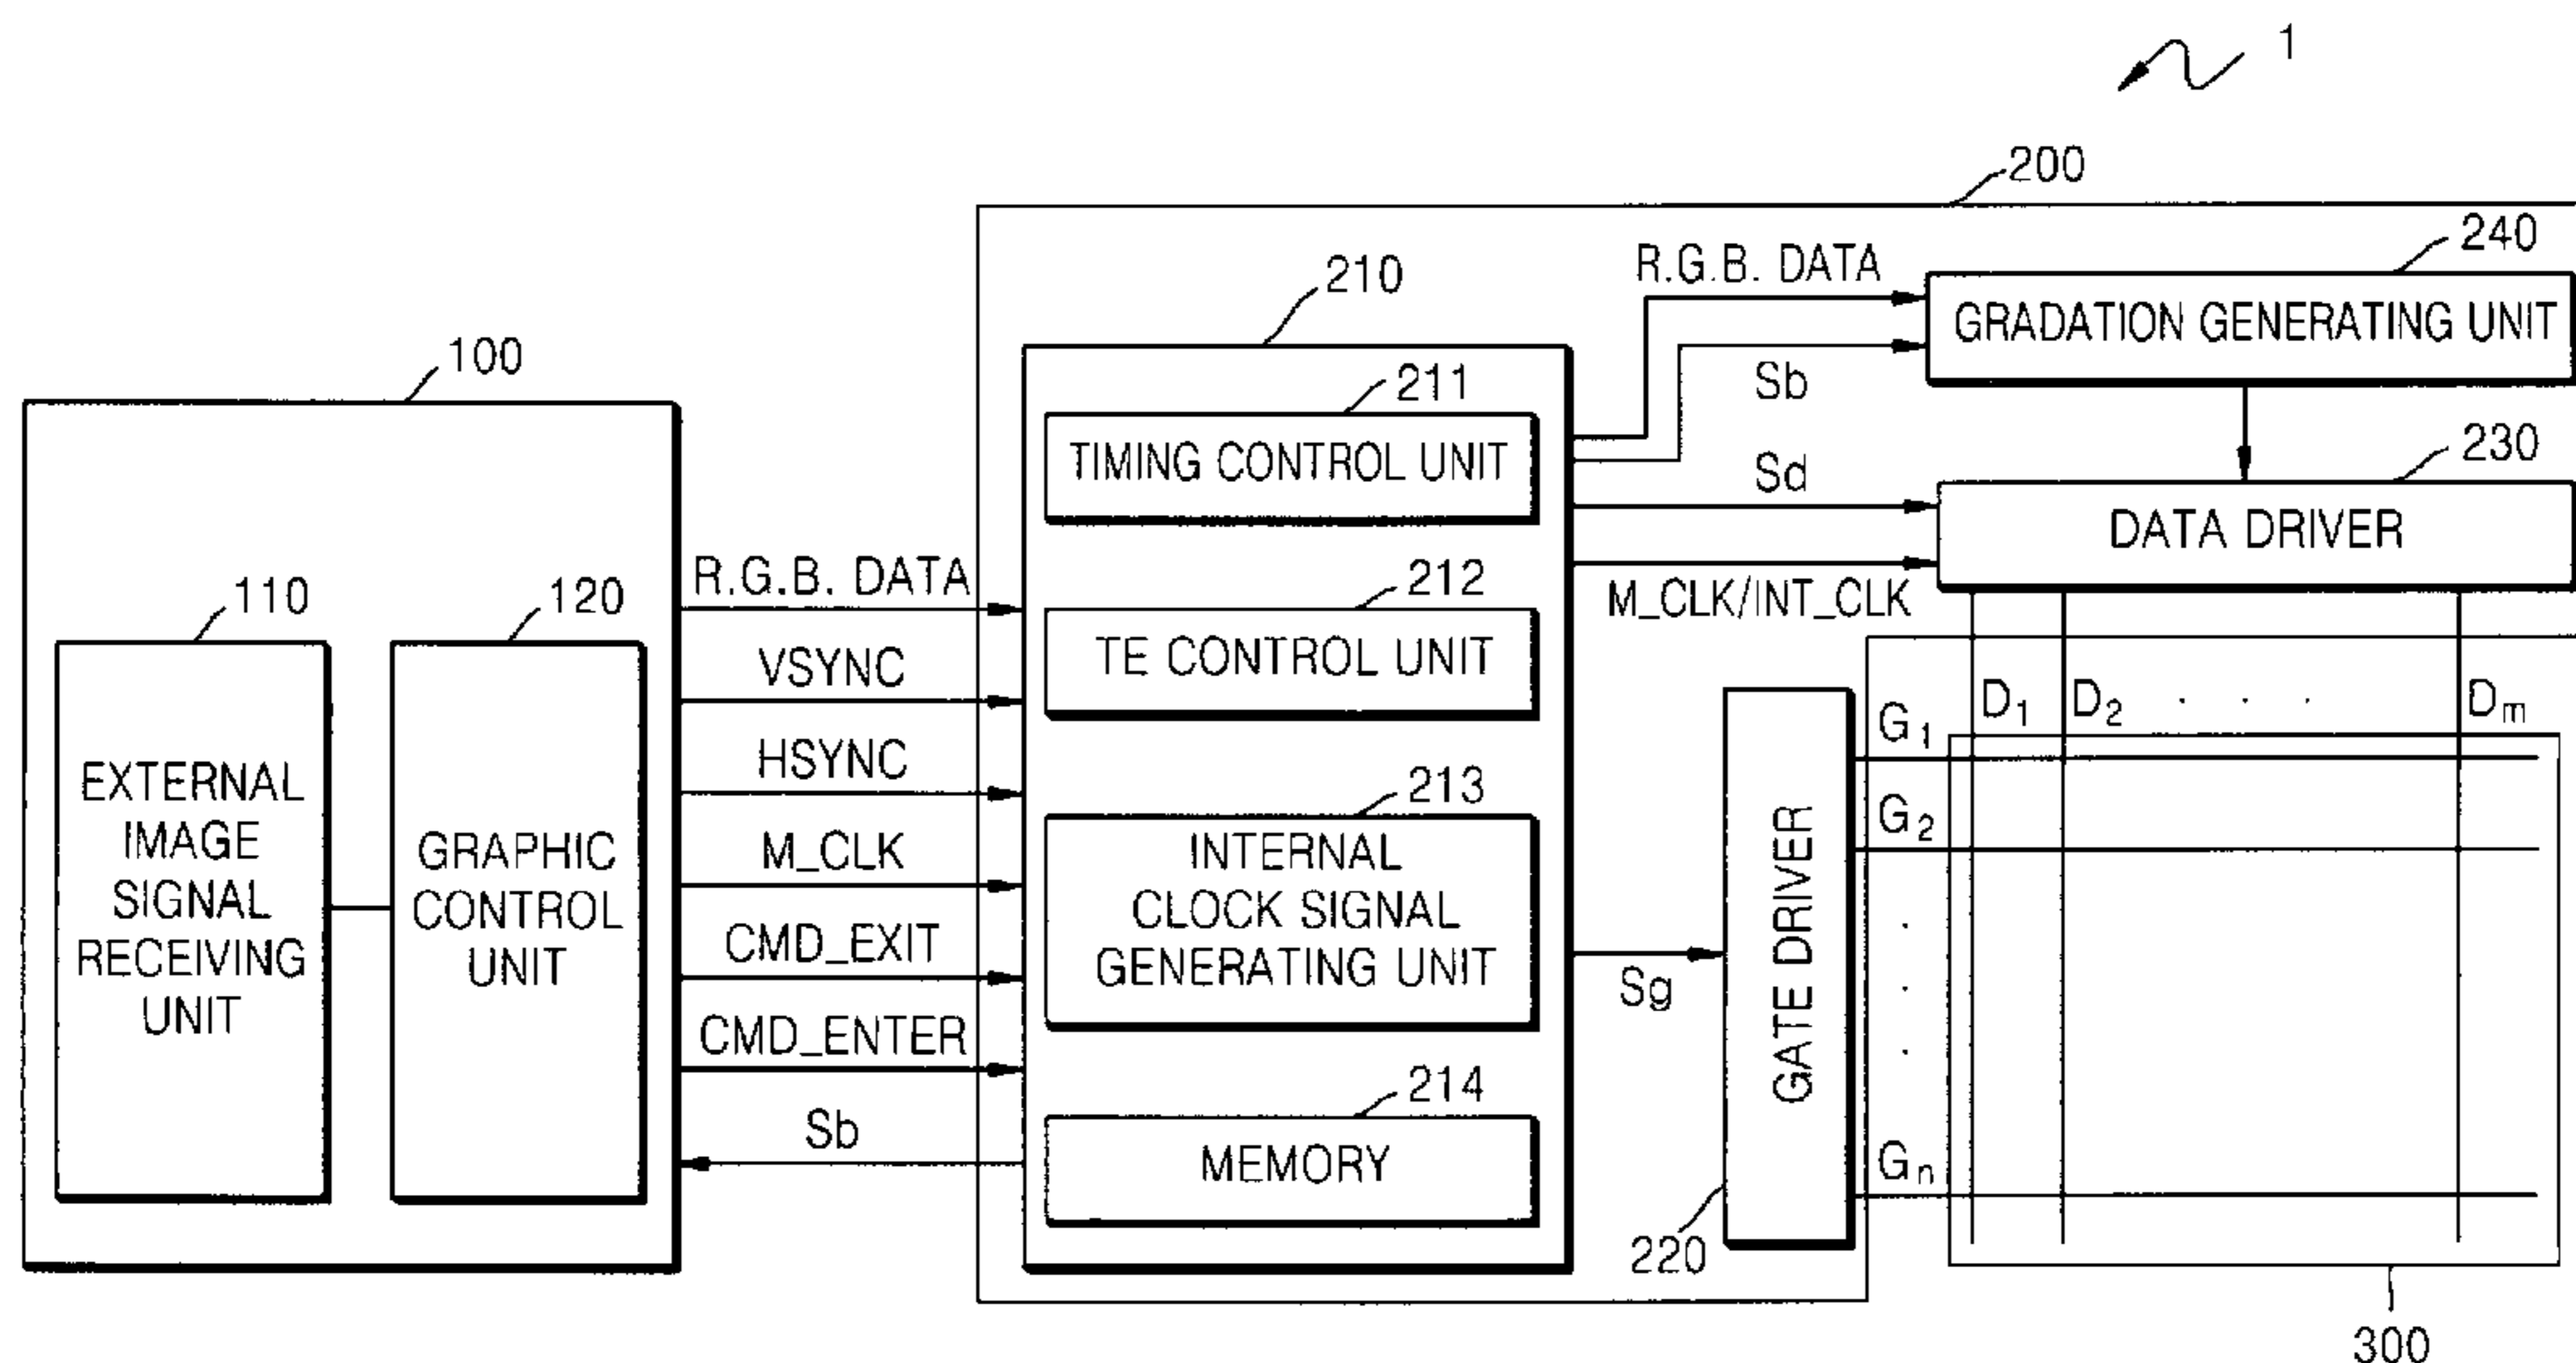 1
200
240
R.G.B. DATA
GRADATION GENERATING UNIT
210
Sb
100
211
TIMING CONTROL UNIT
Sd
230
DATA DRIVER
M_CLK/INT_CLK
110
120
R.G.B. DATA
212
TE CONTROL UNIT
VSYNC
D1 D2 . . . Dm
G1
HSYNC
213
EXTERNAL
IMAGE
SIGNAL
RECEIVING
UNIT
GRAPHIC
CONTROL
UNIT
M_CLK
INTERNAL
CLOCK SIGNAL
GENERATING UNIT
G2
.
.
.
GATE DRIVER
CMD_EXIT
Sg
CMD_ENTER
214
MEMORY
Sb
Gn
220
300